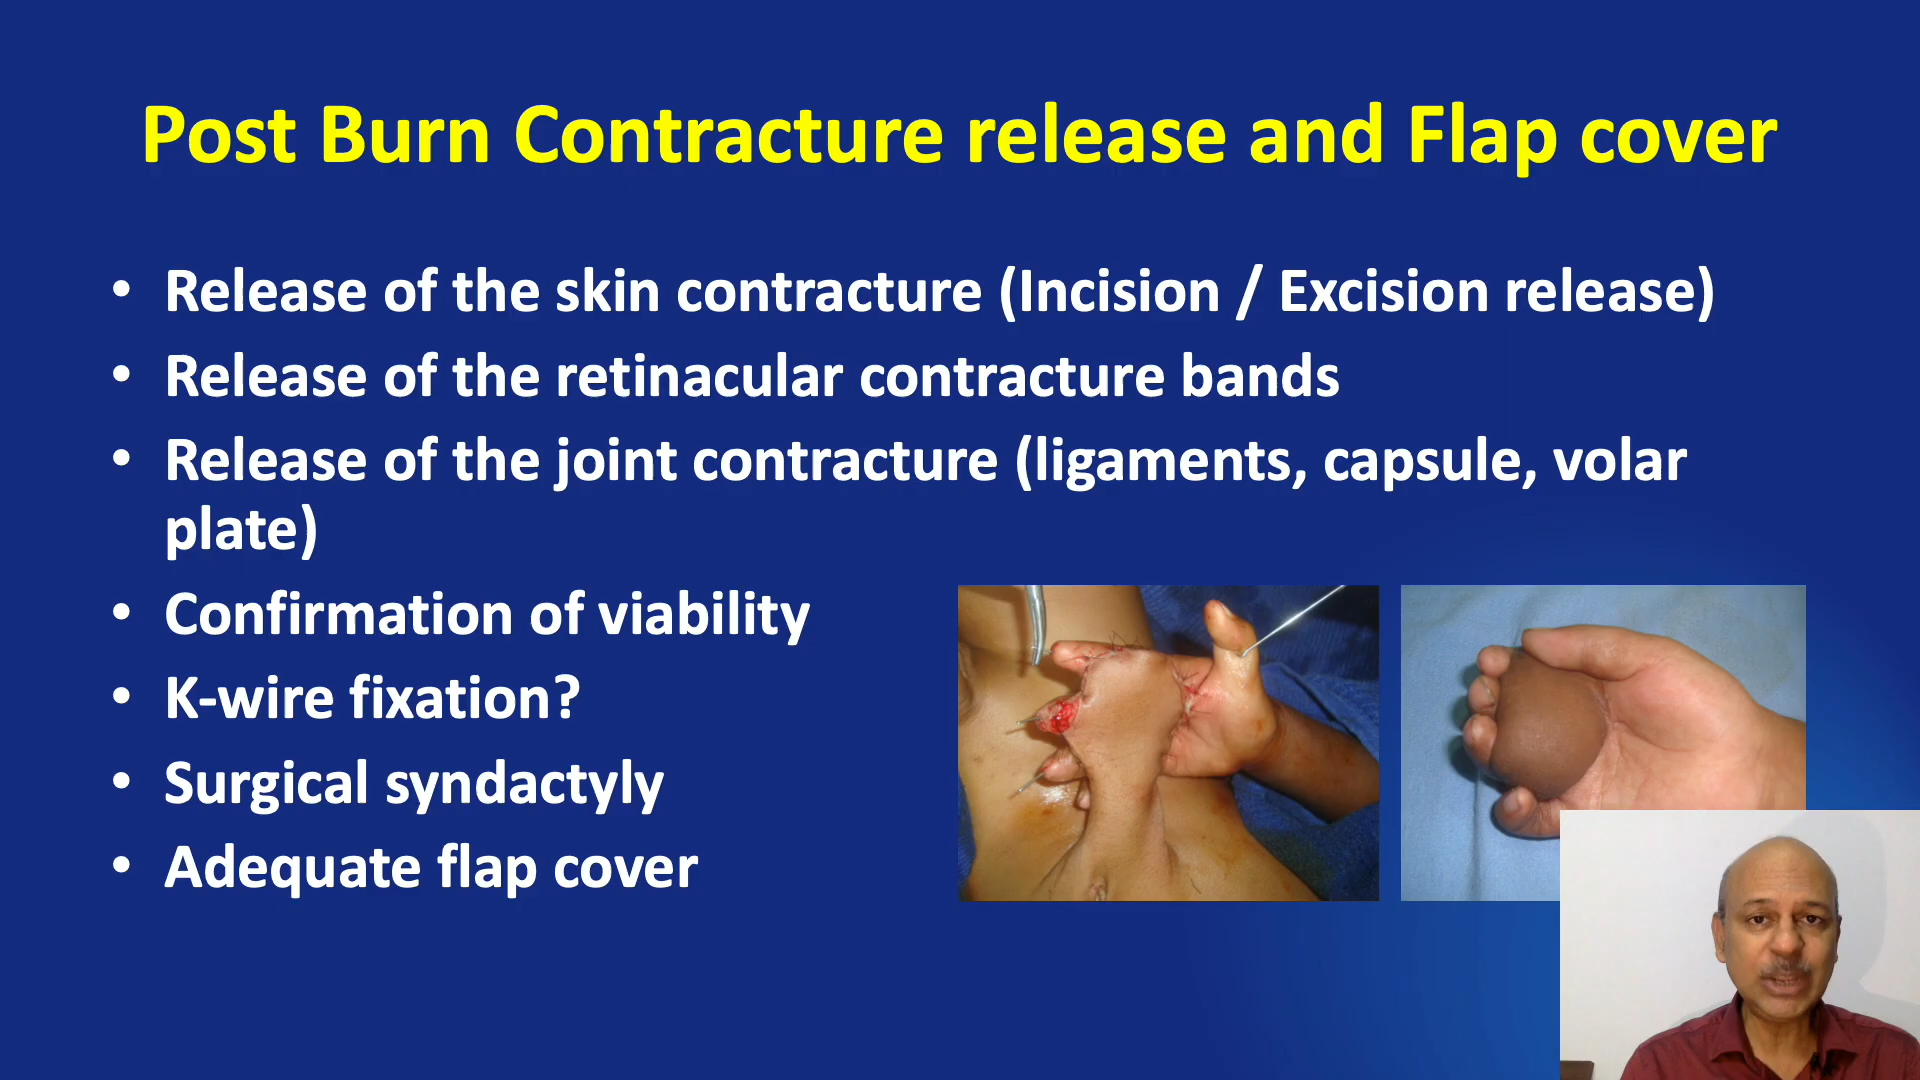 Post Burn Contracture release and Flap cover
• Release of the skin contracture (Incision / Excision release)
• Release of the retinacular contracture bands
• Release of the joint contracture (ligaments, capsule, volar
plate)
• Confirmation of viability
• K-wire fixation?
• Surgical syndactyly
• Adequate flap cover